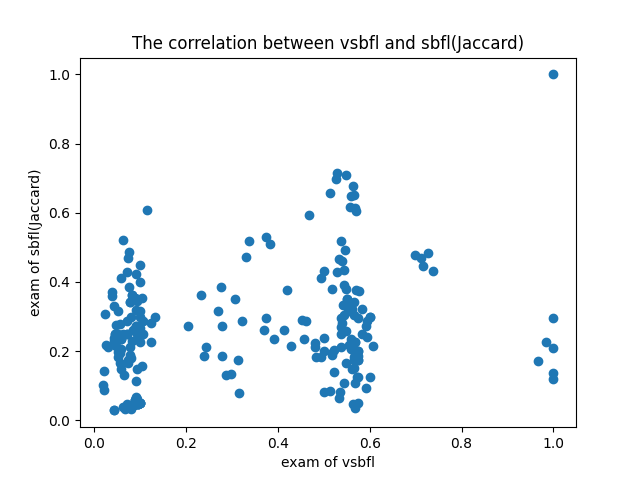 The correlation between vsbfl and sbfl(Jaccard)
1.0
0.8
0.6
0.4
0.2
0.0
exam of sbfl(Jaccard)
0.0 0.2 0.4 0.6 0.8 1.0
exam of vsbfl